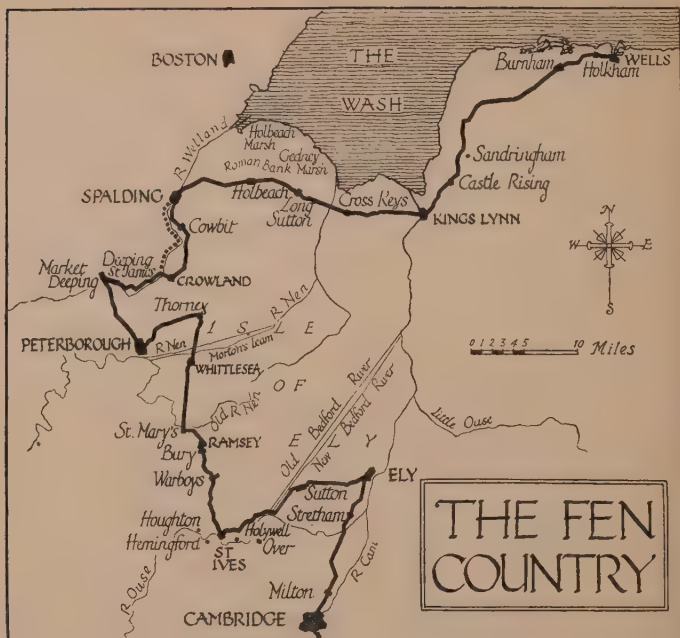 BOSTON
THE
WASH
Burnham
WELLS
Holkham
R Welland
Holbeach
Marsh
Gedney
Marsh
Roman Bank
Sandringham
Castle Rising
SPALDING
Holbeach
Long
Sutton
Cross Keys
KINGS LYNN
Cowbit
N
W
E
S
Market
Deeping
Deeping
St. James
CROWLAND
Thorney
R Nen
ISLE
OF
ELY
PETERBOROUGH
R Nen
Morton's Leam
WHITTLESEA
0 1 2 3 4 5 10 Miles
Old R Nen
Old Bedford River
New Bedford River
Little Ouse
St. Mary's
RAMSEY
Bury
Warboys
ELY
Sutton
Stretham
Houghton
Hemingford
ST
IVES
Holywell
Over
R Ouse
R Cam
Milton
CAMBRIDGE
THE FEN
COUNTRY